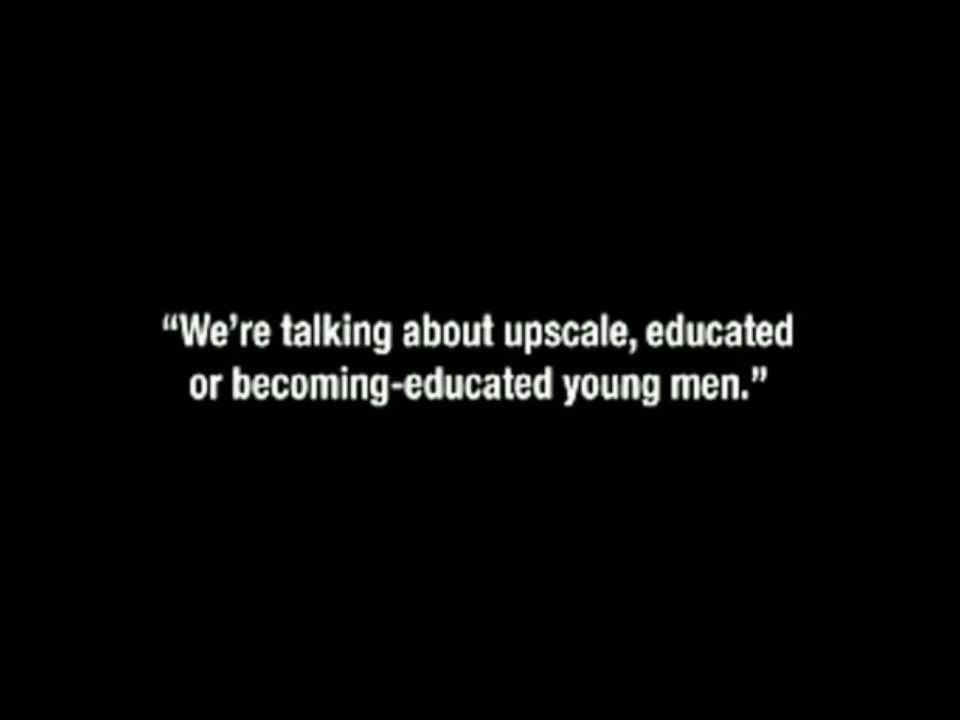 “We’re talking about upscale, educated
or becoming-educated young men.”